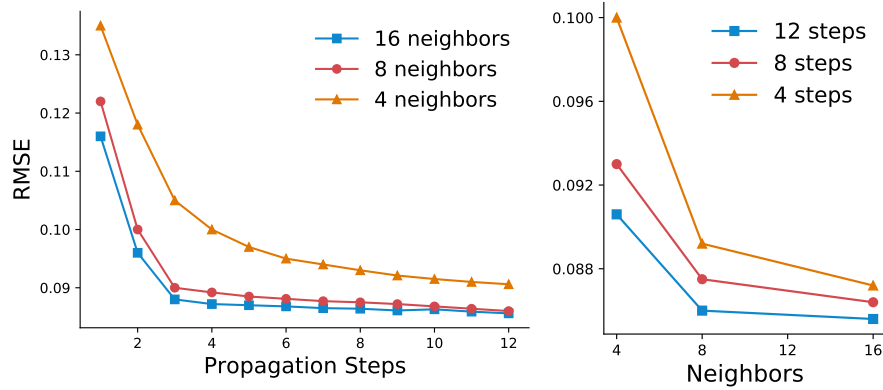 16 neighbors
8 neighbors
4 neighbors
0.13
0.12
0.11
0.10
0.09
RMSE
2
4
6
8
10
12
Propagation Steps
12 steps
8 steps
4 steps
0.100
0.096
0.092
0.088
4
8
12
16
Neighbors